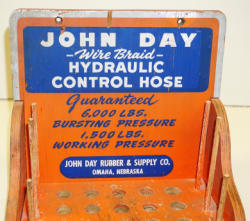 JOHN DAY
Wire Braid
HYDRAULIC
CONTROL HOSE
Guaranteed
6,000 LBS.
BURSTING PRESSURE
1,500 LBS.
WORKING PRESSURE
JOHN DAY RUBBER & SUPPLY CO.
OMAHA, NEBRASKA